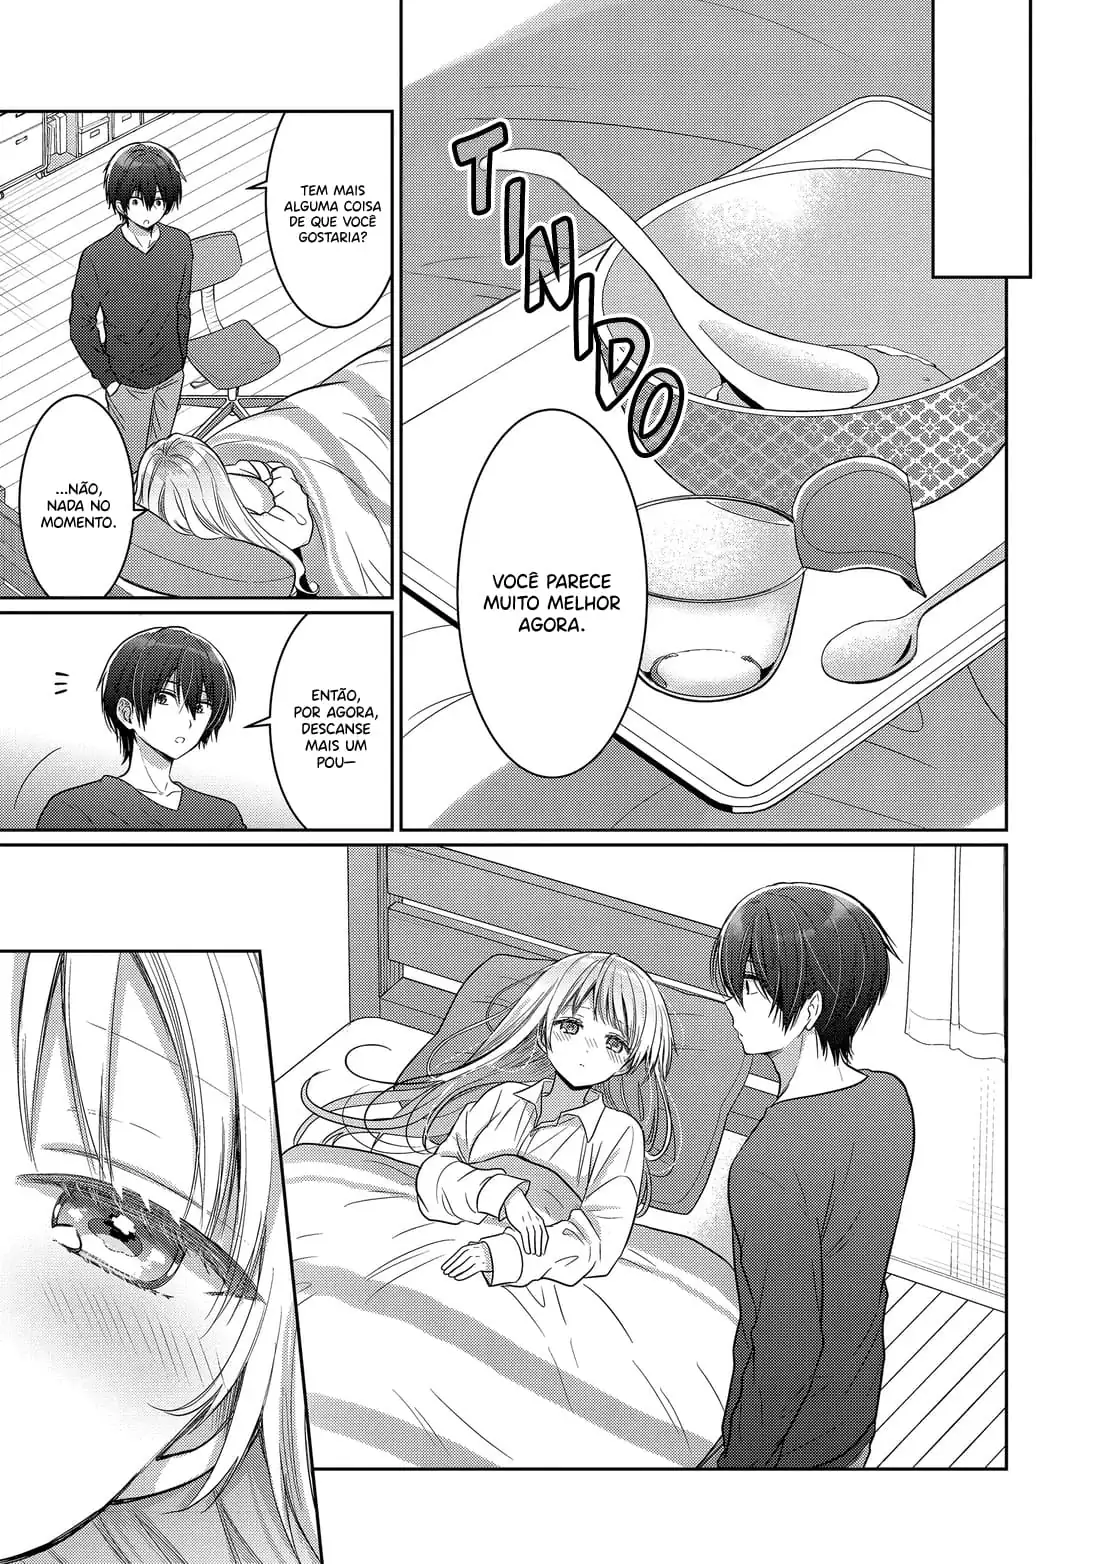 TINIDO
VOCÊ PARECE
MUITO MELHOR
AGORA.
TEM MAIS
ALGUMA COISA
DE QUE VOCÊ
GOSTARIA?
...NÃO,
NADA NO
MOMENTO.
ENTÃO,
POR AGORA,
DESCANSE
MAIS UM
POU—